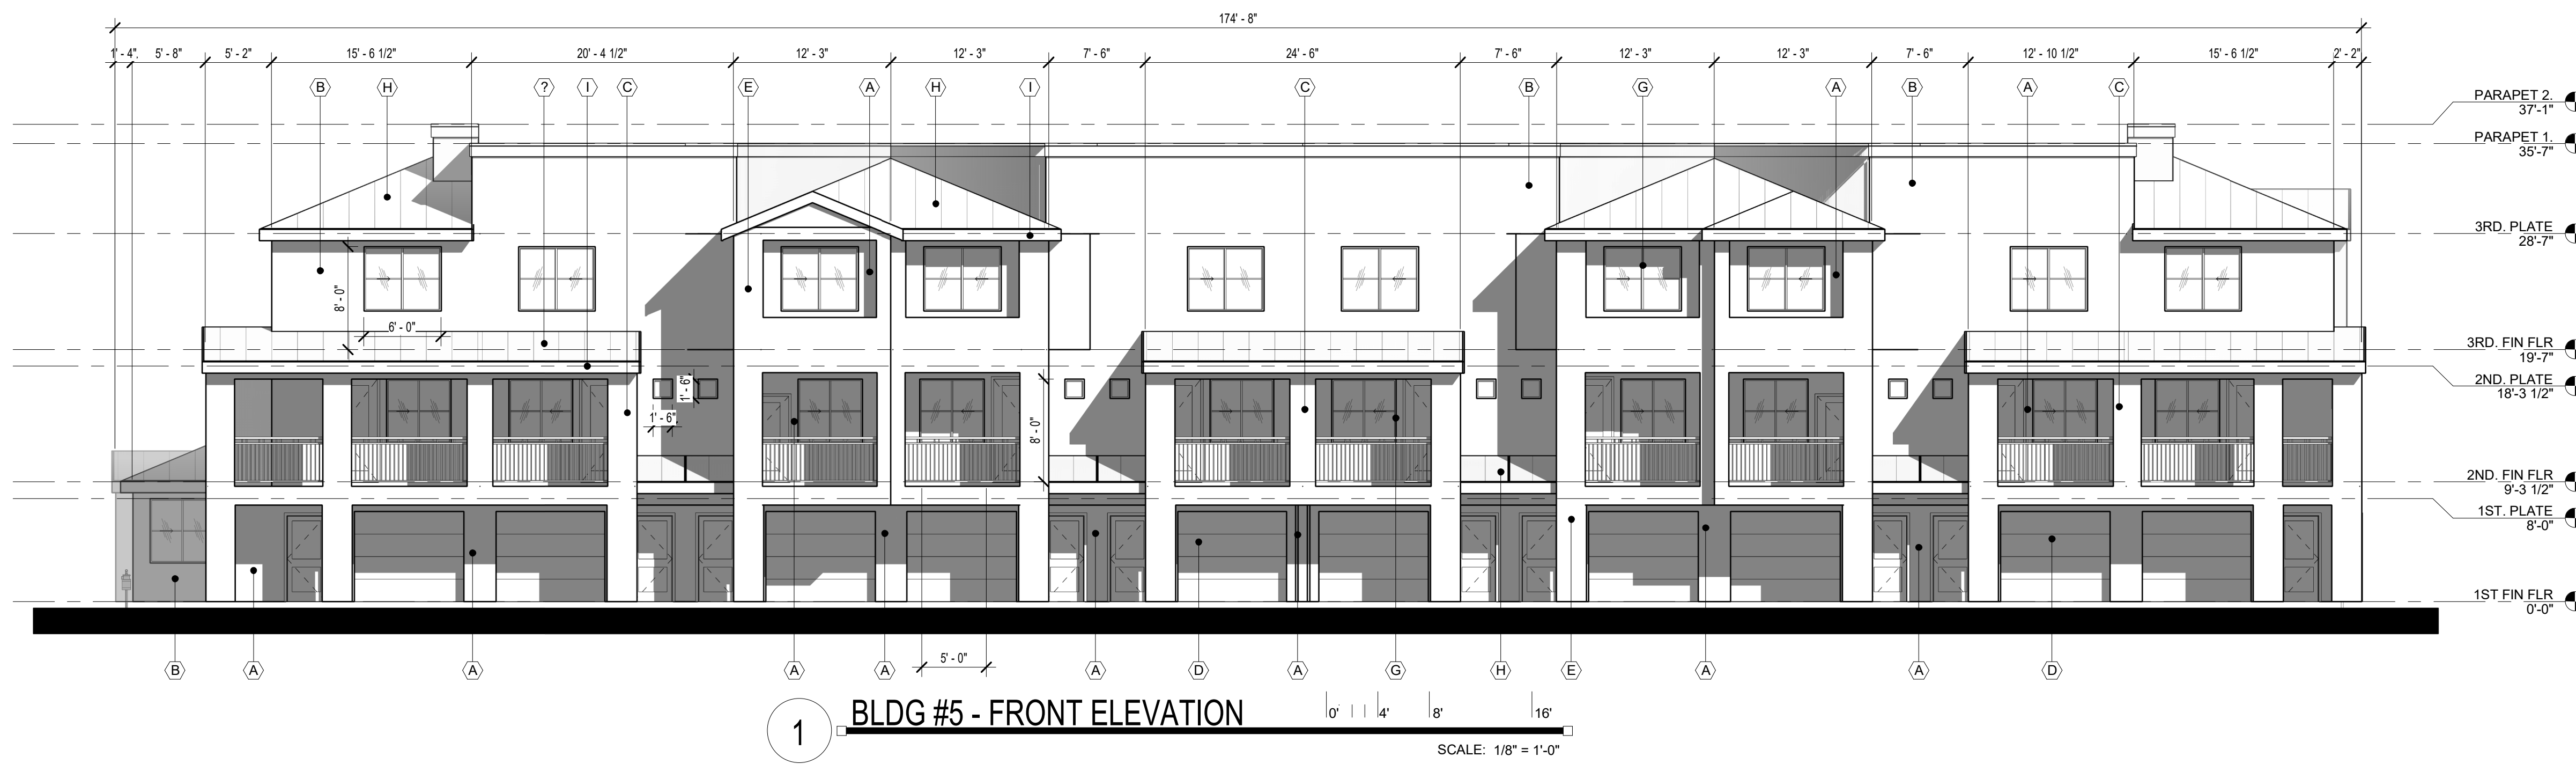 174' - 8"
1' - 4". 5' - 8" 5' - 2" 15' - 6 1/2" 20' - 4 1/2" 12' - 3" 12' - 3" 7' - 6" 24' - 6" 7' - 6" 12' - 3" 12' - 3" 7' - 6" 12' - 10 1/2" 15' - 6 1/2" 2' - 2"
B H ? I C E A H I C B G A B A C
PARAPET 2.
37'-1"
PARAPET 1.
35'-7"
3RD. PLATE
28'-7"
8' - 0"
6' - 0"
3RD. FIN FLR
19'-7"
2ND. PLATE
18'-3 1/2"
1' - 6"
1' - 6"
8' - 0"
2ND. FIN FLR
9'-3 1/2"
1ST. PLATE
8'-0"
1ST FIN FLR
0'-0"
B A A A A 5' - 0" A D A G H E A A D
1 BLDG #5 - FRONT ELEVATION 0' 4' 8' 16'
SCALE: 1/8" = 1'-0"